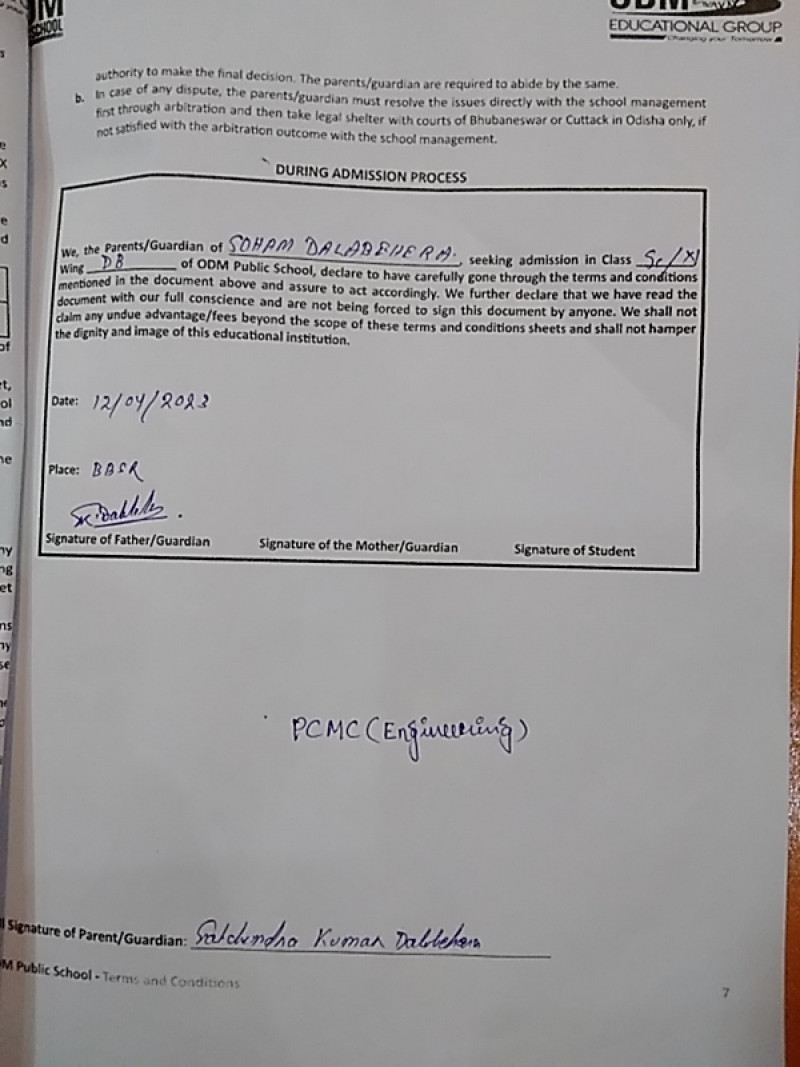 SCHOOL
EDUCATIONAL GROUP
Changing your Tomorrow
authority to make the final decision. The parents/guardian are required to abide by the same.
b. In case of any dispute, the parents/guardian must resolve the issues directly with the school management
first through arbitration and then take legal shelter with courts of Bhubaneswar or Cuttack in Odisha only, if
not satisfied with the arbitration outcome with the school management.
DURING ADMISSION PROCESS
We, the Parents/Guardian of SOHAM DALABEHERA., seeking admission in Class Sc/XI
Wing DB of ODM Public School, declare to have carefully gone through the terms and conditions
mentioned in the document above and assure to act accordingly. We further declare that we have read the
document with our full conscience and are not being forced to sign this document by anyone. We shall not
claim any undue advantage/fees beyond the scope of these terms and conditions sheets and shall not hamper
the dignity and image of this educational institution.
Date: 12/04/2023
Place: BBSR
Signature of Father/Guardian Signature of the Mother/Guardian Signature of Student
PCMC (Engineering)
Signature of Parent/Guardian: Kumar
M Public School - Terms and Conditions
7